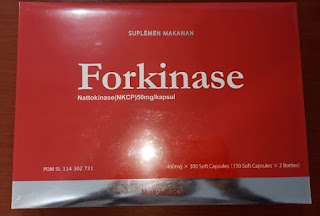 SUPLEMEN MAKANAN
Forkinase
Nattokinase(NKCP)50mg/kapsul
POM SI. 114 302 731
460mg × 300 Soft Capsules (150 Soft Capsules × 2 Bottles)